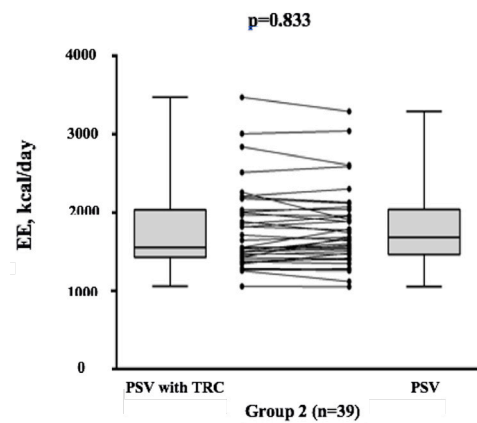 p=0.833
EE, kcal/day
4000
3000
2000
1000
0
PSV with TRC
PSV
Group 2 (n=39)